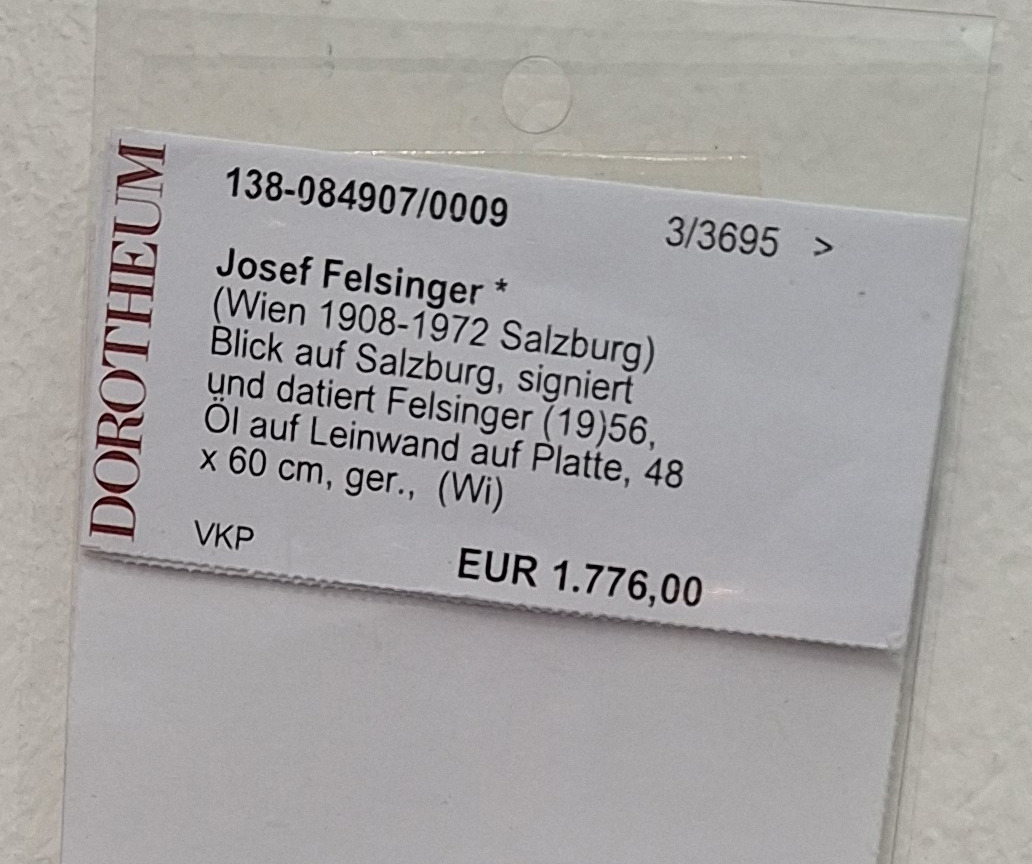 DOROTHEUM
138-084907/0009 3/3695 >
Josef Felsinger *
(Wien 1908-1972 Salzburg)
Blick auf Salzburg, signiert
und datiert Felsinger (19)56,
Öl auf Leinwand auf Platte, 48
x 60 cm, ger., (Wi)
VKP EUR 1.776,00